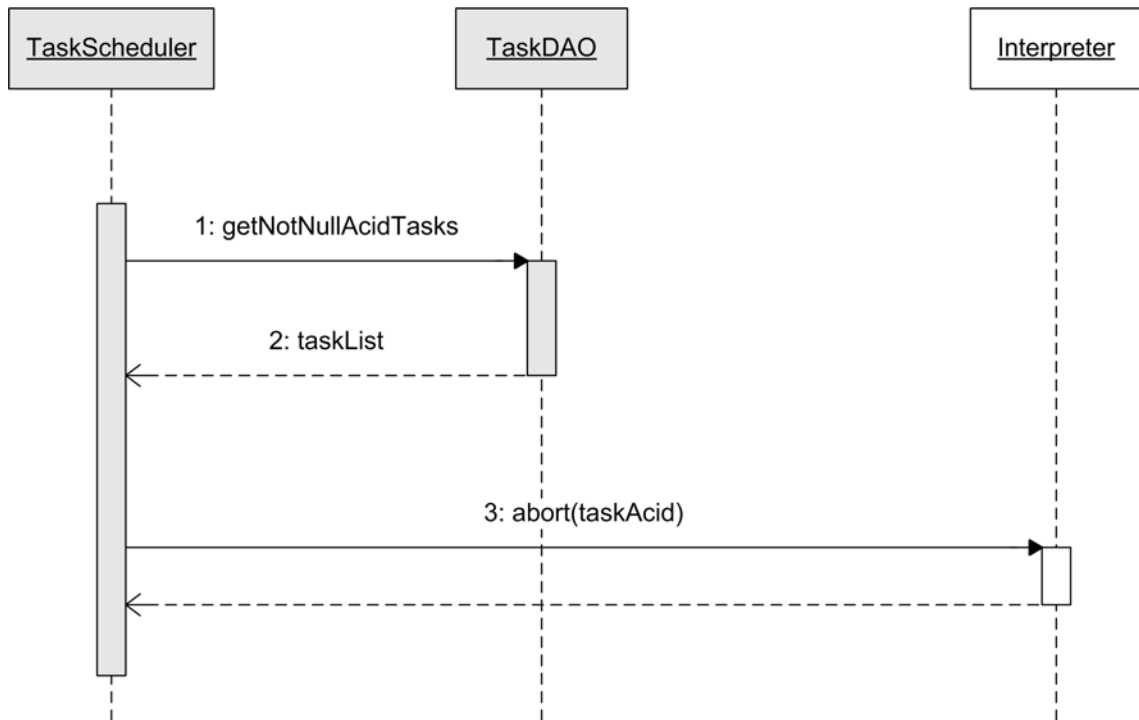 TaskScheduler
TaskDAO
Interpreter
1: getNotNullAcidTasks
2: taskList
3: abort(taskAcid)